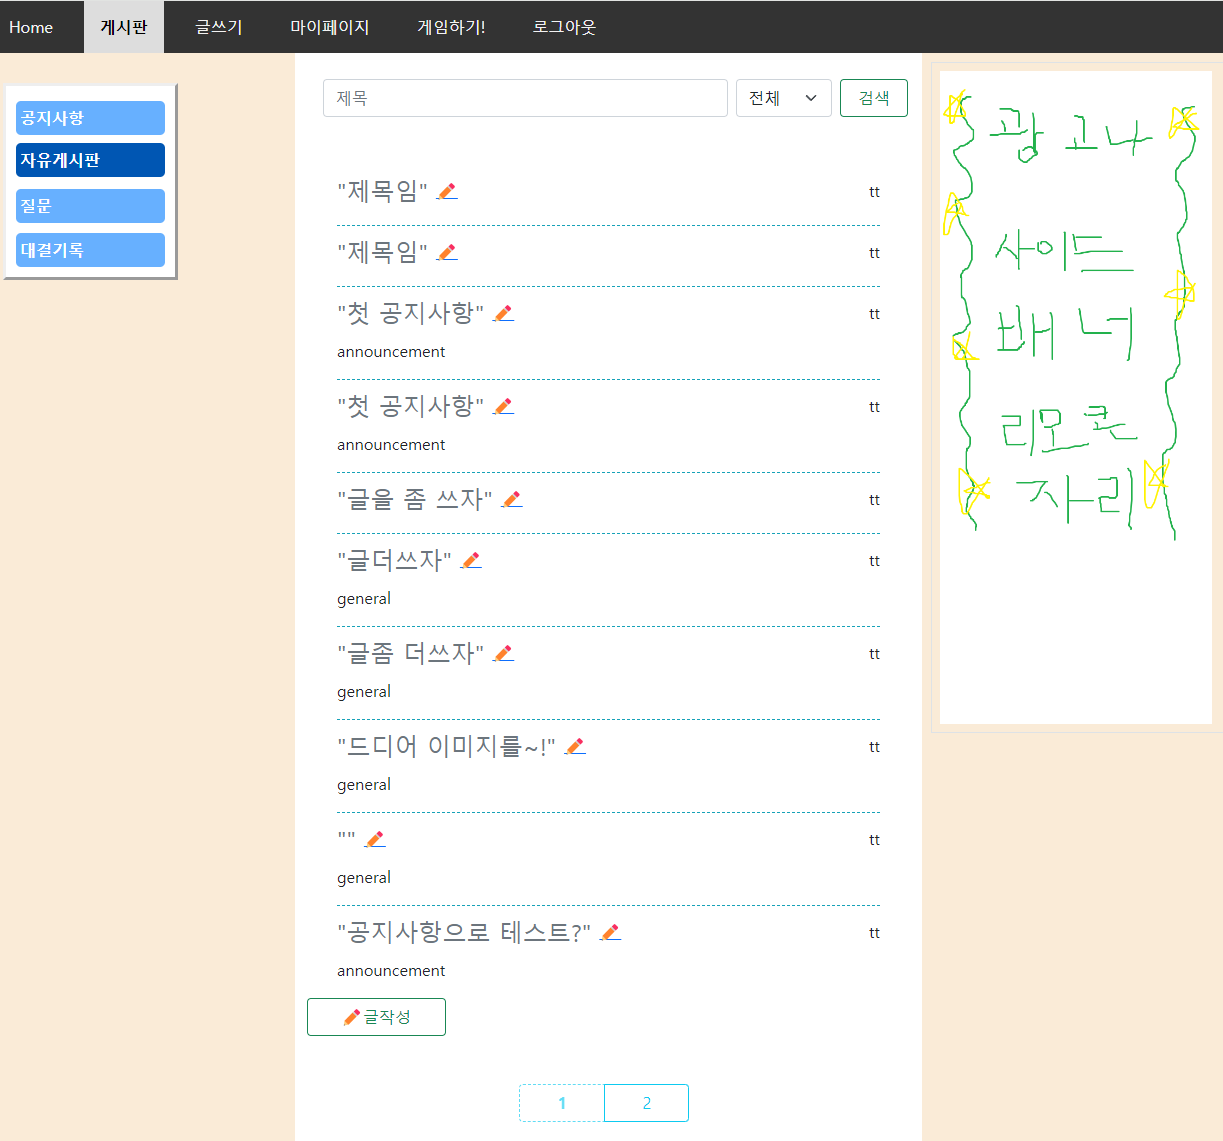 Home 게시판 글쓰기 마이페이지 게임하기! 로그아웃
공지사항
자유게시판
질문
대결기록
제목 전체 검색
"제목임" tt
"제목임" tt
"첫 공지사항" tt
announcement
"첫 공지사항" tt
announcement
"글을 좀 쓰자" tt
"글더쓰자" tt
general
"글좀 더쓰자" tt
general
"드디어 이미지를~!" tt
general
"" tt
general
"공지사항으로 테스트?" tt
announcement
글작성
1 2
광고나
사이드
배너
리모콘
자리